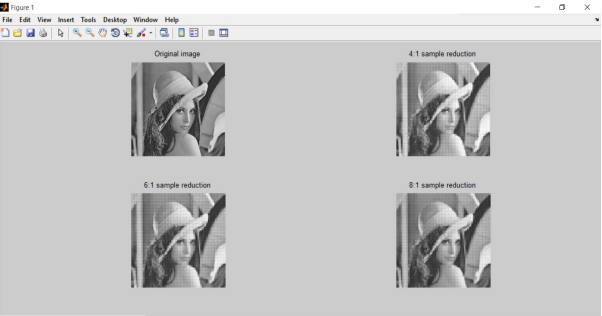 Figure 1
File Edit View Insert Tools Desktop Window Help
Original image
4:1 sample reduction
6:1 sample reduction
8:1 sample reduction